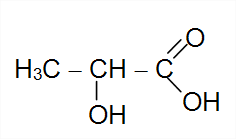 O
H₃C – CH – C
OH
OH